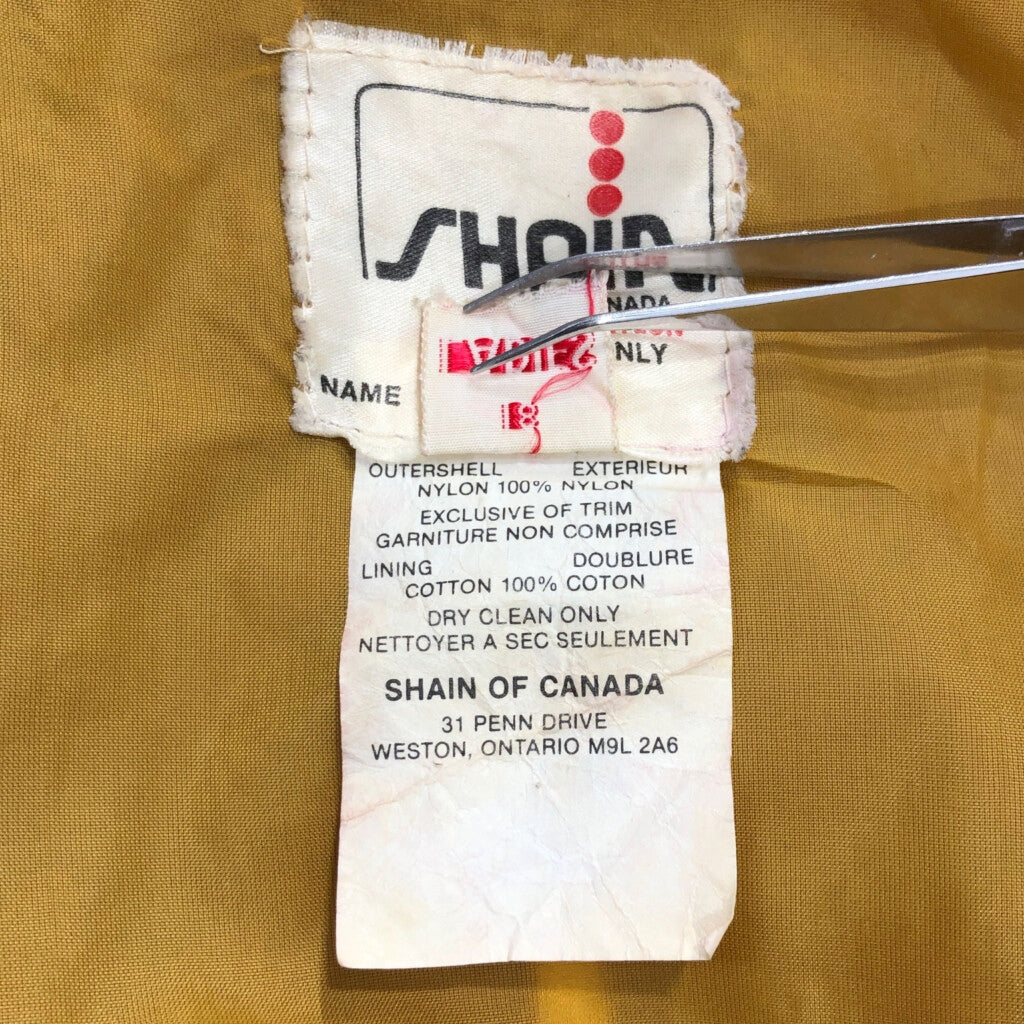 SHAIN
NADA
NLY
NAME
OUTERSHELL EXTERIEUR
NYLON 100% NYLON
EXCLUSIVE OF TRIM
GARNITURE NON COMPRISE
LINING DOUBLURE
COTTON 100% COTON
DRY CLEAN ONLY
NETTOYER A SEC SEULEMENT
SHAIN OF CANADA
31 PENN DRIVE
WESTON, ONTARIO M9L 2A6